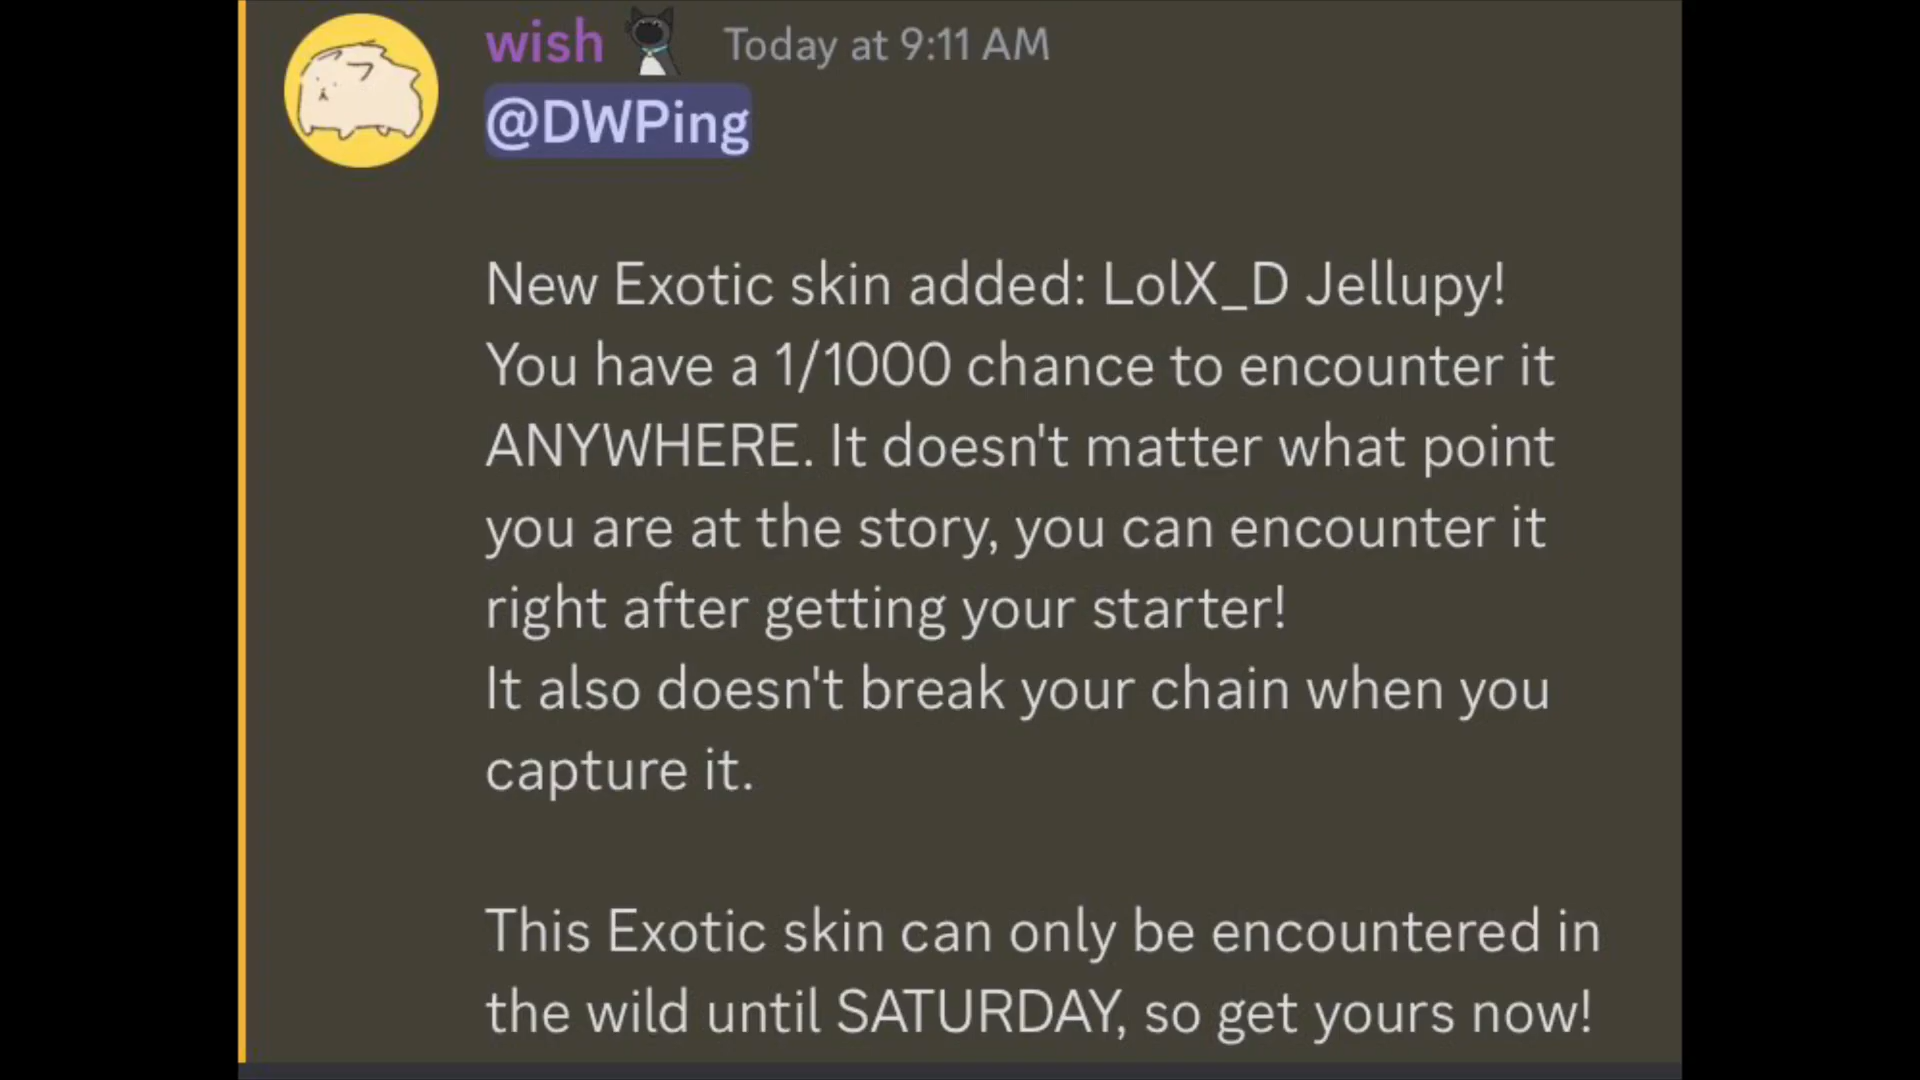 wish Today at 9:11 AM
@DWPing
New Exotic skin added: LolX_D Jellupy!
You have a 1/1000 chance to encounter it
ANYWHERE. It doesn't matter what point
you are at the story, you can encounter it
right after getting your starter!
It also doesn't break your chain when you
capture it.
This Exotic skin can only be encountered in
the wild until SATURDAY, so get yours now!